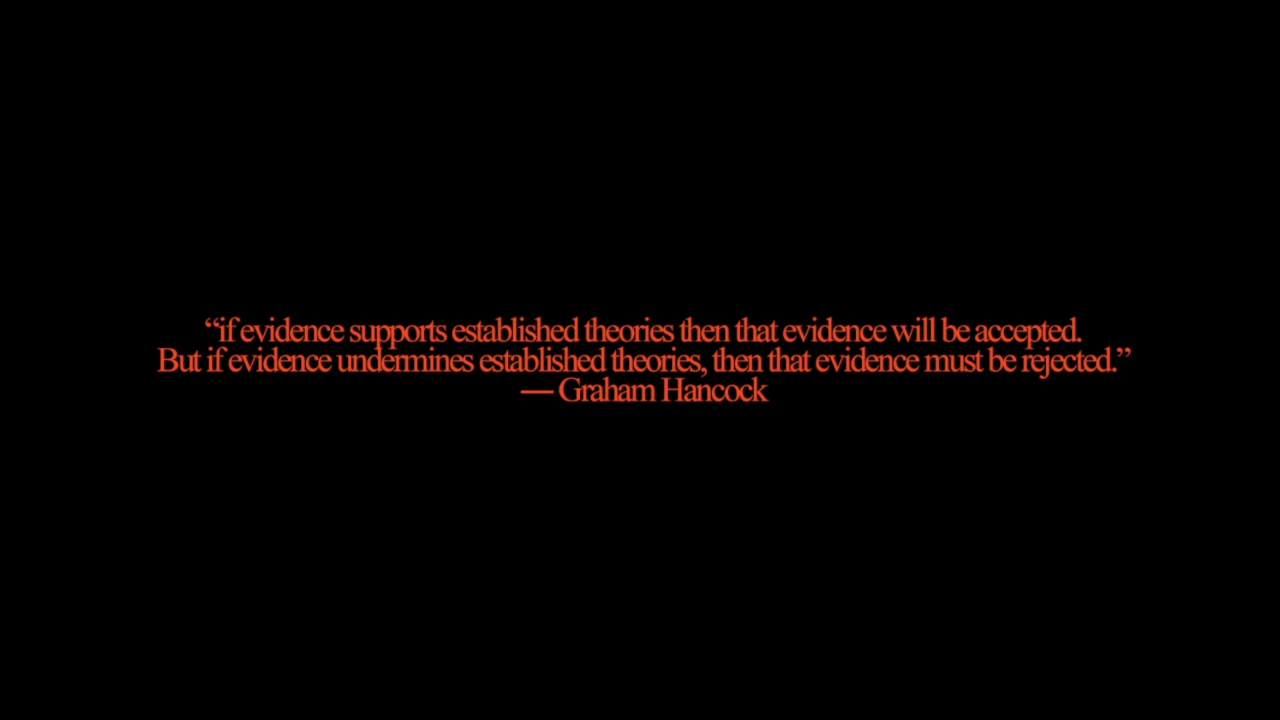 “if evidence supports established theories then that evidence will be accepted.
But if evidence undermines established theories, then that evidence must be rejected.”
— Graham Hancock